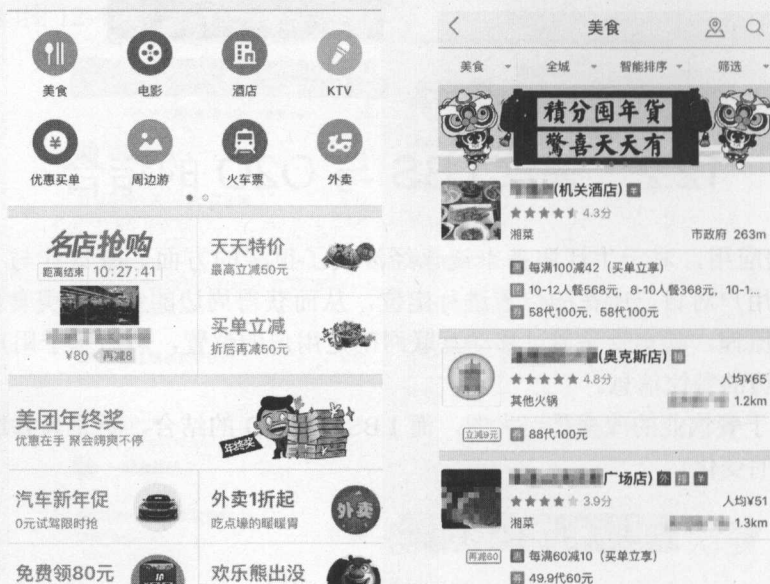 美食 电影 酒店 KTV
优惠买单 周边游 火车票 外卖
名店抢购
距离结束 10:27:41
¥80 再减8
天天特价
最高立减50元
买单立减
折后再减50元
美团年终奖
优惠在手 聚会嗨爽不停
年终奖
汽车新年促
0元试驾限时抢
外卖1折起
吃点壕的暖暖胃
外卖
免费领80元
欢乐熊出没
美食
美食 全城 智能排序 筛选
積分囤年貨
驚喜天天有
(机关酒店)
4.3分
湘菜 市政府 263m
每满100减42（买单立享）
10-12人餐568元，8-10人餐368元，10-1...
58代100元，58代100元
(奥克斯店)
4.8分 人均¥65
其他火锅 1.2km
立减9元 88代100元
广场店)
3.9分 人均¥51
湘菜 1.3km
再减60 每满60减10（买单立享）
49.9代60元